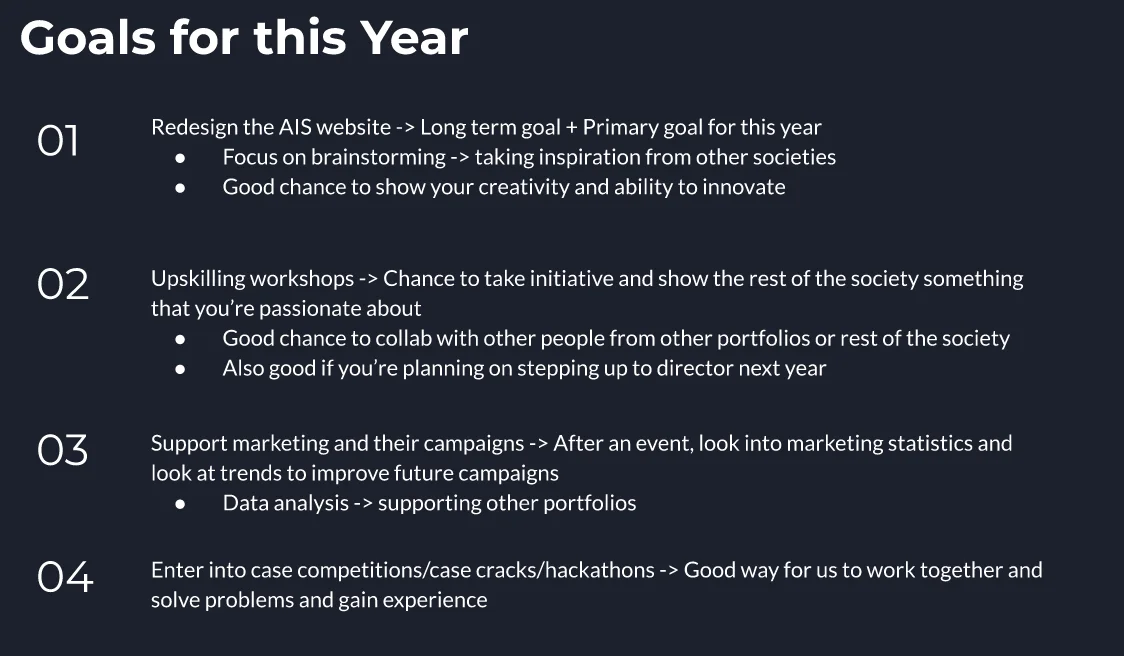 Goals for this Year
01
Redesign the AIS website -> Long term goal + Primary goal for this year
● Focus on brainstorming -> taking inspiration from other societies
● Good chance to show your creativity and ability to innovate
02
Upskilling workshops -> Chance to take initiative and show the rest of the society something
that you’re passionate about
● Good chance to collab with other people from other portfolios or rest of the society
● Also good if you’re planning on stepping up to director next year
03
Support marketing and their campaigns -> After an event, look into marketing statistics and
look at trends to improve future campaigns
● Data analysis -> supporting other portfolios
04
Enter into case competitions/case cracks/hackathons -> Good way for us to work together and
solve problems and gain experience